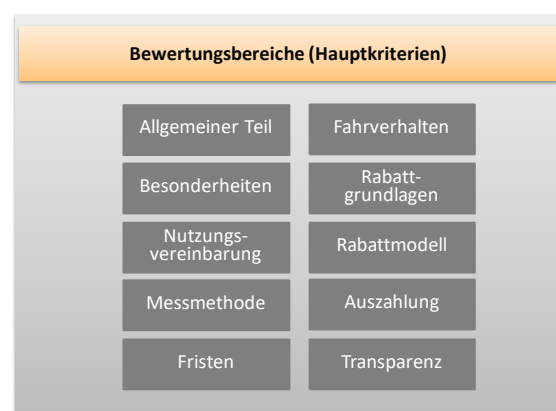 Bewertungsbereiche (Hauptkriterien)
Allgemeiner Teil
Fahrverhalten
Besonderheiten
Rabatt-
grundlagen
Nutzungs-
vereinbarung
Rabattmodell
Messmethode
Auszahlung
Fristen
Transparenz